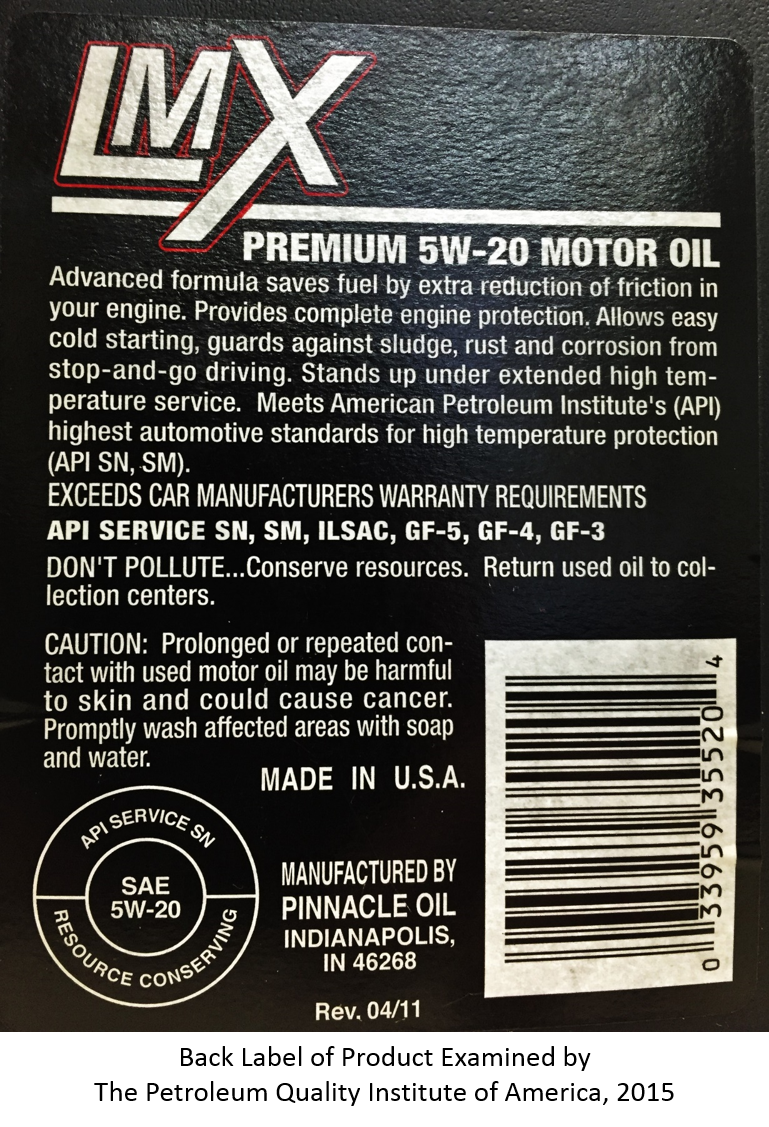 LMX
PREMIUM 5W-20 MOTOR OIL
Advanced formula saves fuel by extra reduction of friction in
your engine. Provides complete engine protection. Allows easy
cold starting, guards against sludge, rust and corrosion from
stop-and-go driving. Stands up under extended high tem-
perature service.  Meets American Petroleum Institute's (API)
highest automotive standards for high temperature protection
(API SN, SM).
EXCEEDS CAR MANUFACTURERS WARRANTY REQUIREMENTS
API SERVICE SN, SM, ILSAC, GF-5, GF-4, GF-3
DON'T POLLUTE...Conserve resources.  Return used oil to col-
lection centers.
CAUTION:  Prolonged or repeated con-
tact with used motor oil may be harmful
to skin and could cause cancer.
Promptly wash affected areas with soap
and water.
MADE IN U.S.A.
API SERVICE SN
SAE
5W-20
RESOURCE CONSERVING
MANUFACTURED BY
PINNACLE OIL
INDIANAPOLIS,
IN 46268
Rev. 04/11
0 33959 35520 4
Back Label of Product Examined by
The Petroleum Quality Institute of America, 2015